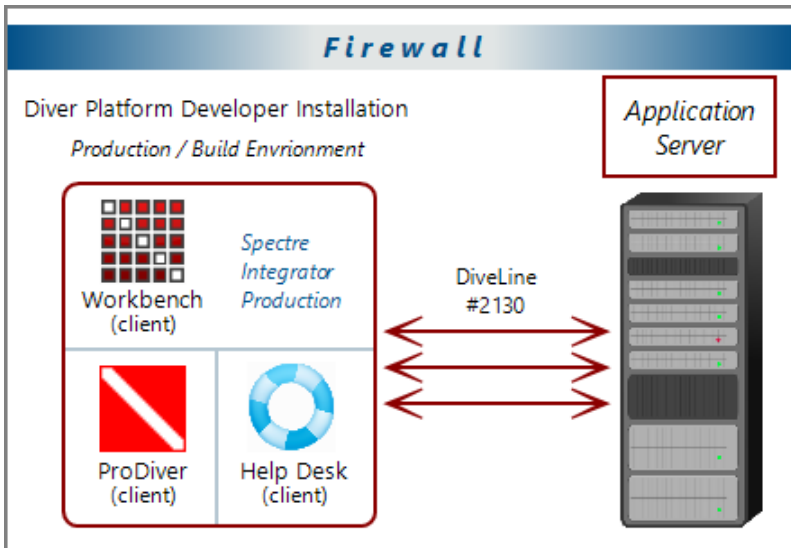 Firewall
Diver Platform Developer Installation
Production / Build Envrionment
Application
Server
Spectre
Integrator
Production
Workbench
(client)
DiveLine
#2130
ProDiver
(client)
Help Desk
(client)